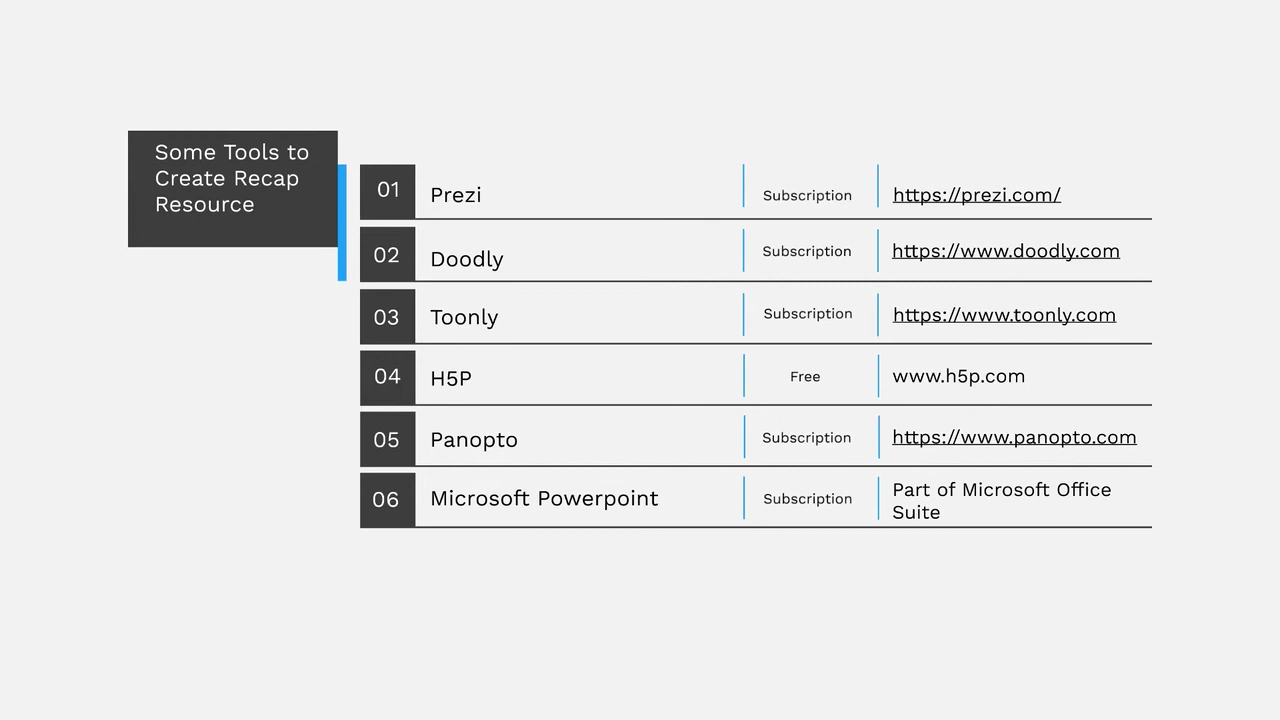 Some Tools to
Create Recap
Resource
01 Prezi Subscription https://prezi.com/
02 Doodly Subscription https://www.doodly.com
03 Toonly Subscription https://www.toonly.com
04 H5P Free www.h5p.com
05 Panopto Subscription https://www.panopto.com
06 Microsoft Powerpoint Subscription Part of Microsoft Office
Suite